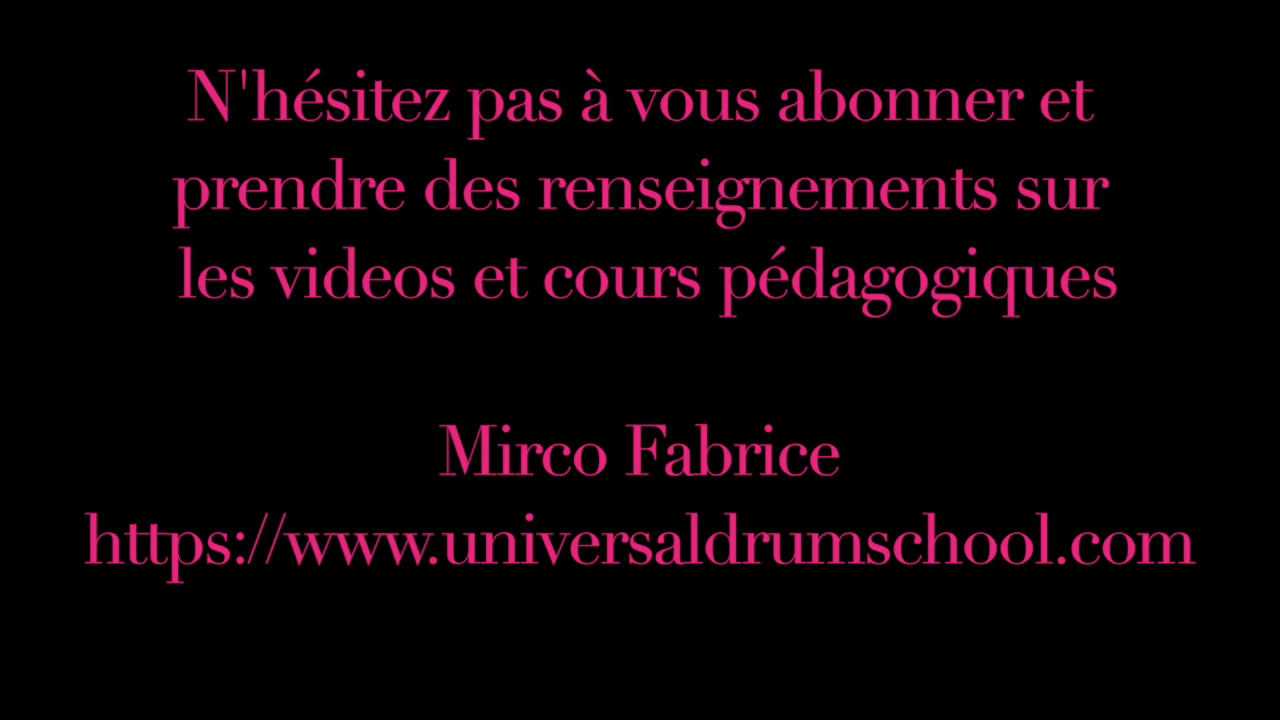 N'hésitez pas à vous abonner et
prendre des renseignements sur
les videos et cours pédagogiques
Mirco Fabrice
https://www.universaldrumschool.com